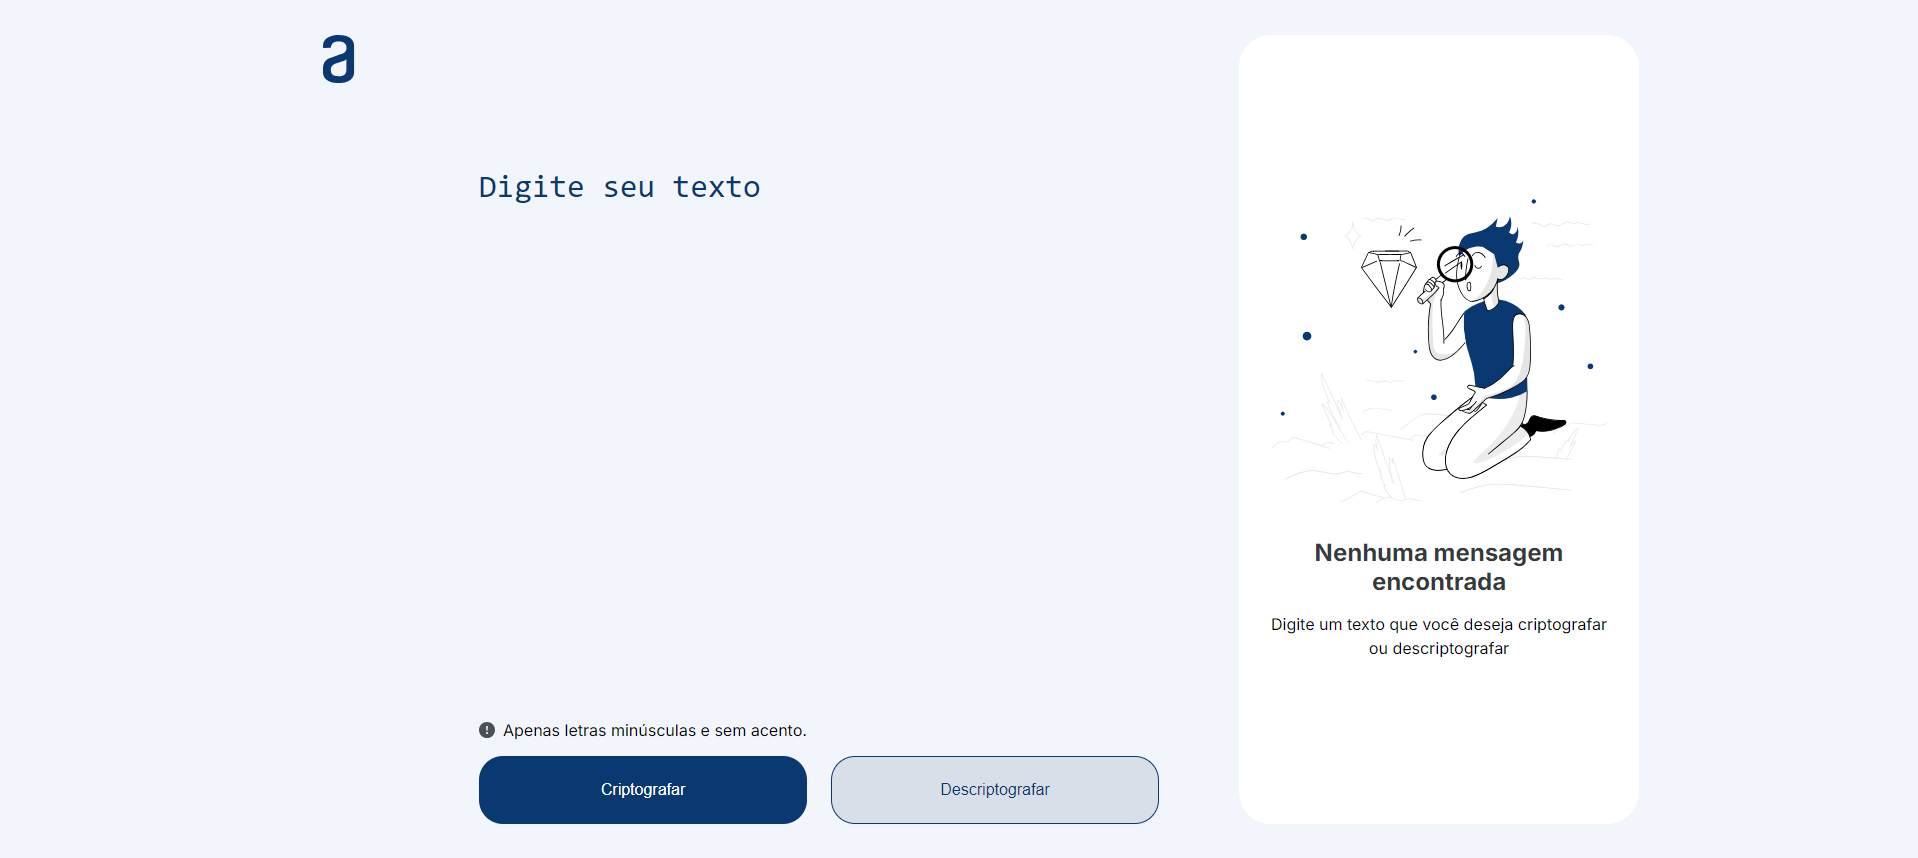 a
Digite seu texto
Apenas letras minúsculas e sem acento.
Criptografar
Descriptografar
Nenhuma mensagem
encontrada
Digite um texto que você deseja criptografar
ou descriptografar